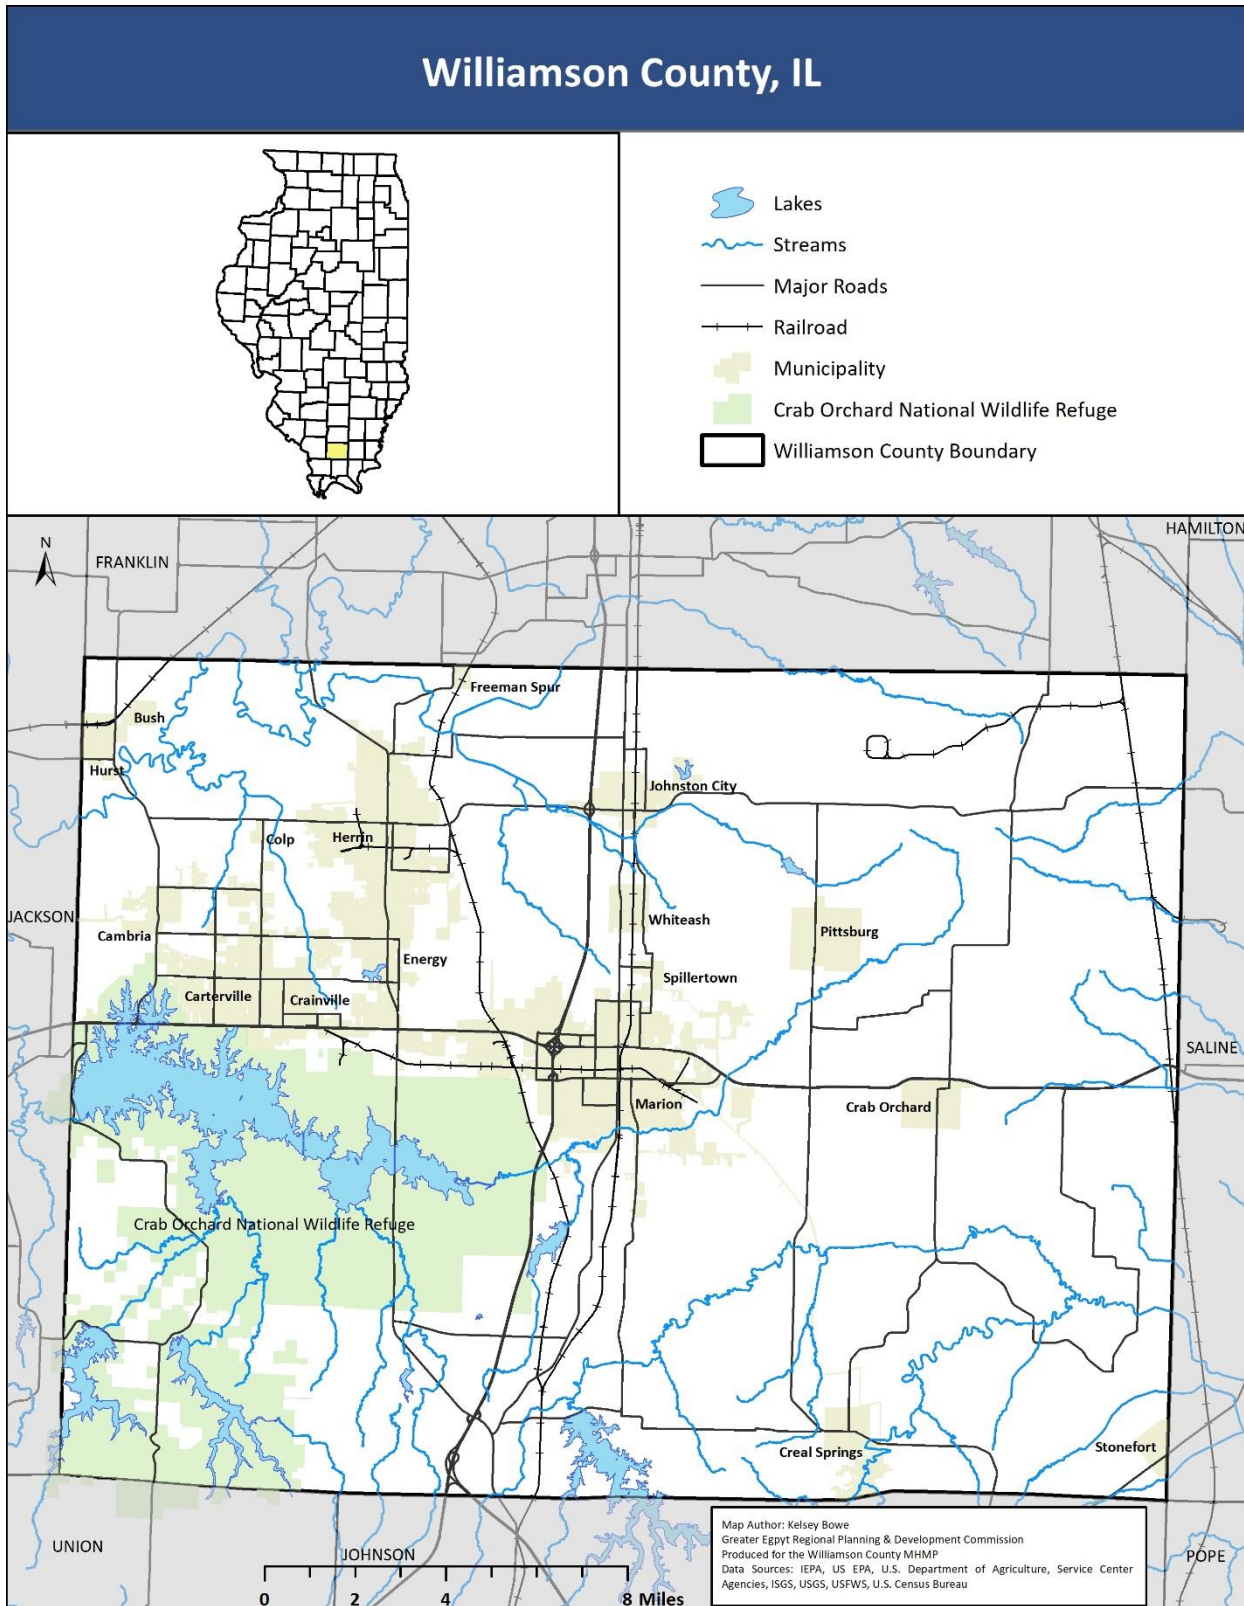 Williamson County, IL
Lakes
Streams
Major Roads
Railroad
Municipality
Crab Orchard National Wildlife Refuge
Williamson County Boundary
HAMILTON
N
FRANKLIN
Freeman Spur
Bush
Hurst
Johnston City
Colp
Herrin
JACKSON
Whiteash
Cambria
Pittsburg
Energy
Spillertown
Carterville
Crainville
SALINE
Marion
Crab Orchard
Crab Orchard National Wildlife Refuge
Creal Springs
Stonefort
UNION
JOHNSON
POPE
0 2 4 8 Miles
Map Author: Kelsey Bowe
Greater Egpyt Regional Planning & Development Commission
Produced for the Williamson County MHMP
Data Sources: IEPA, US EPA, U.S. Department of Agriculture, Service Center
Agencies, ISGS, USGS, USFWS, U.S. Census Bureau